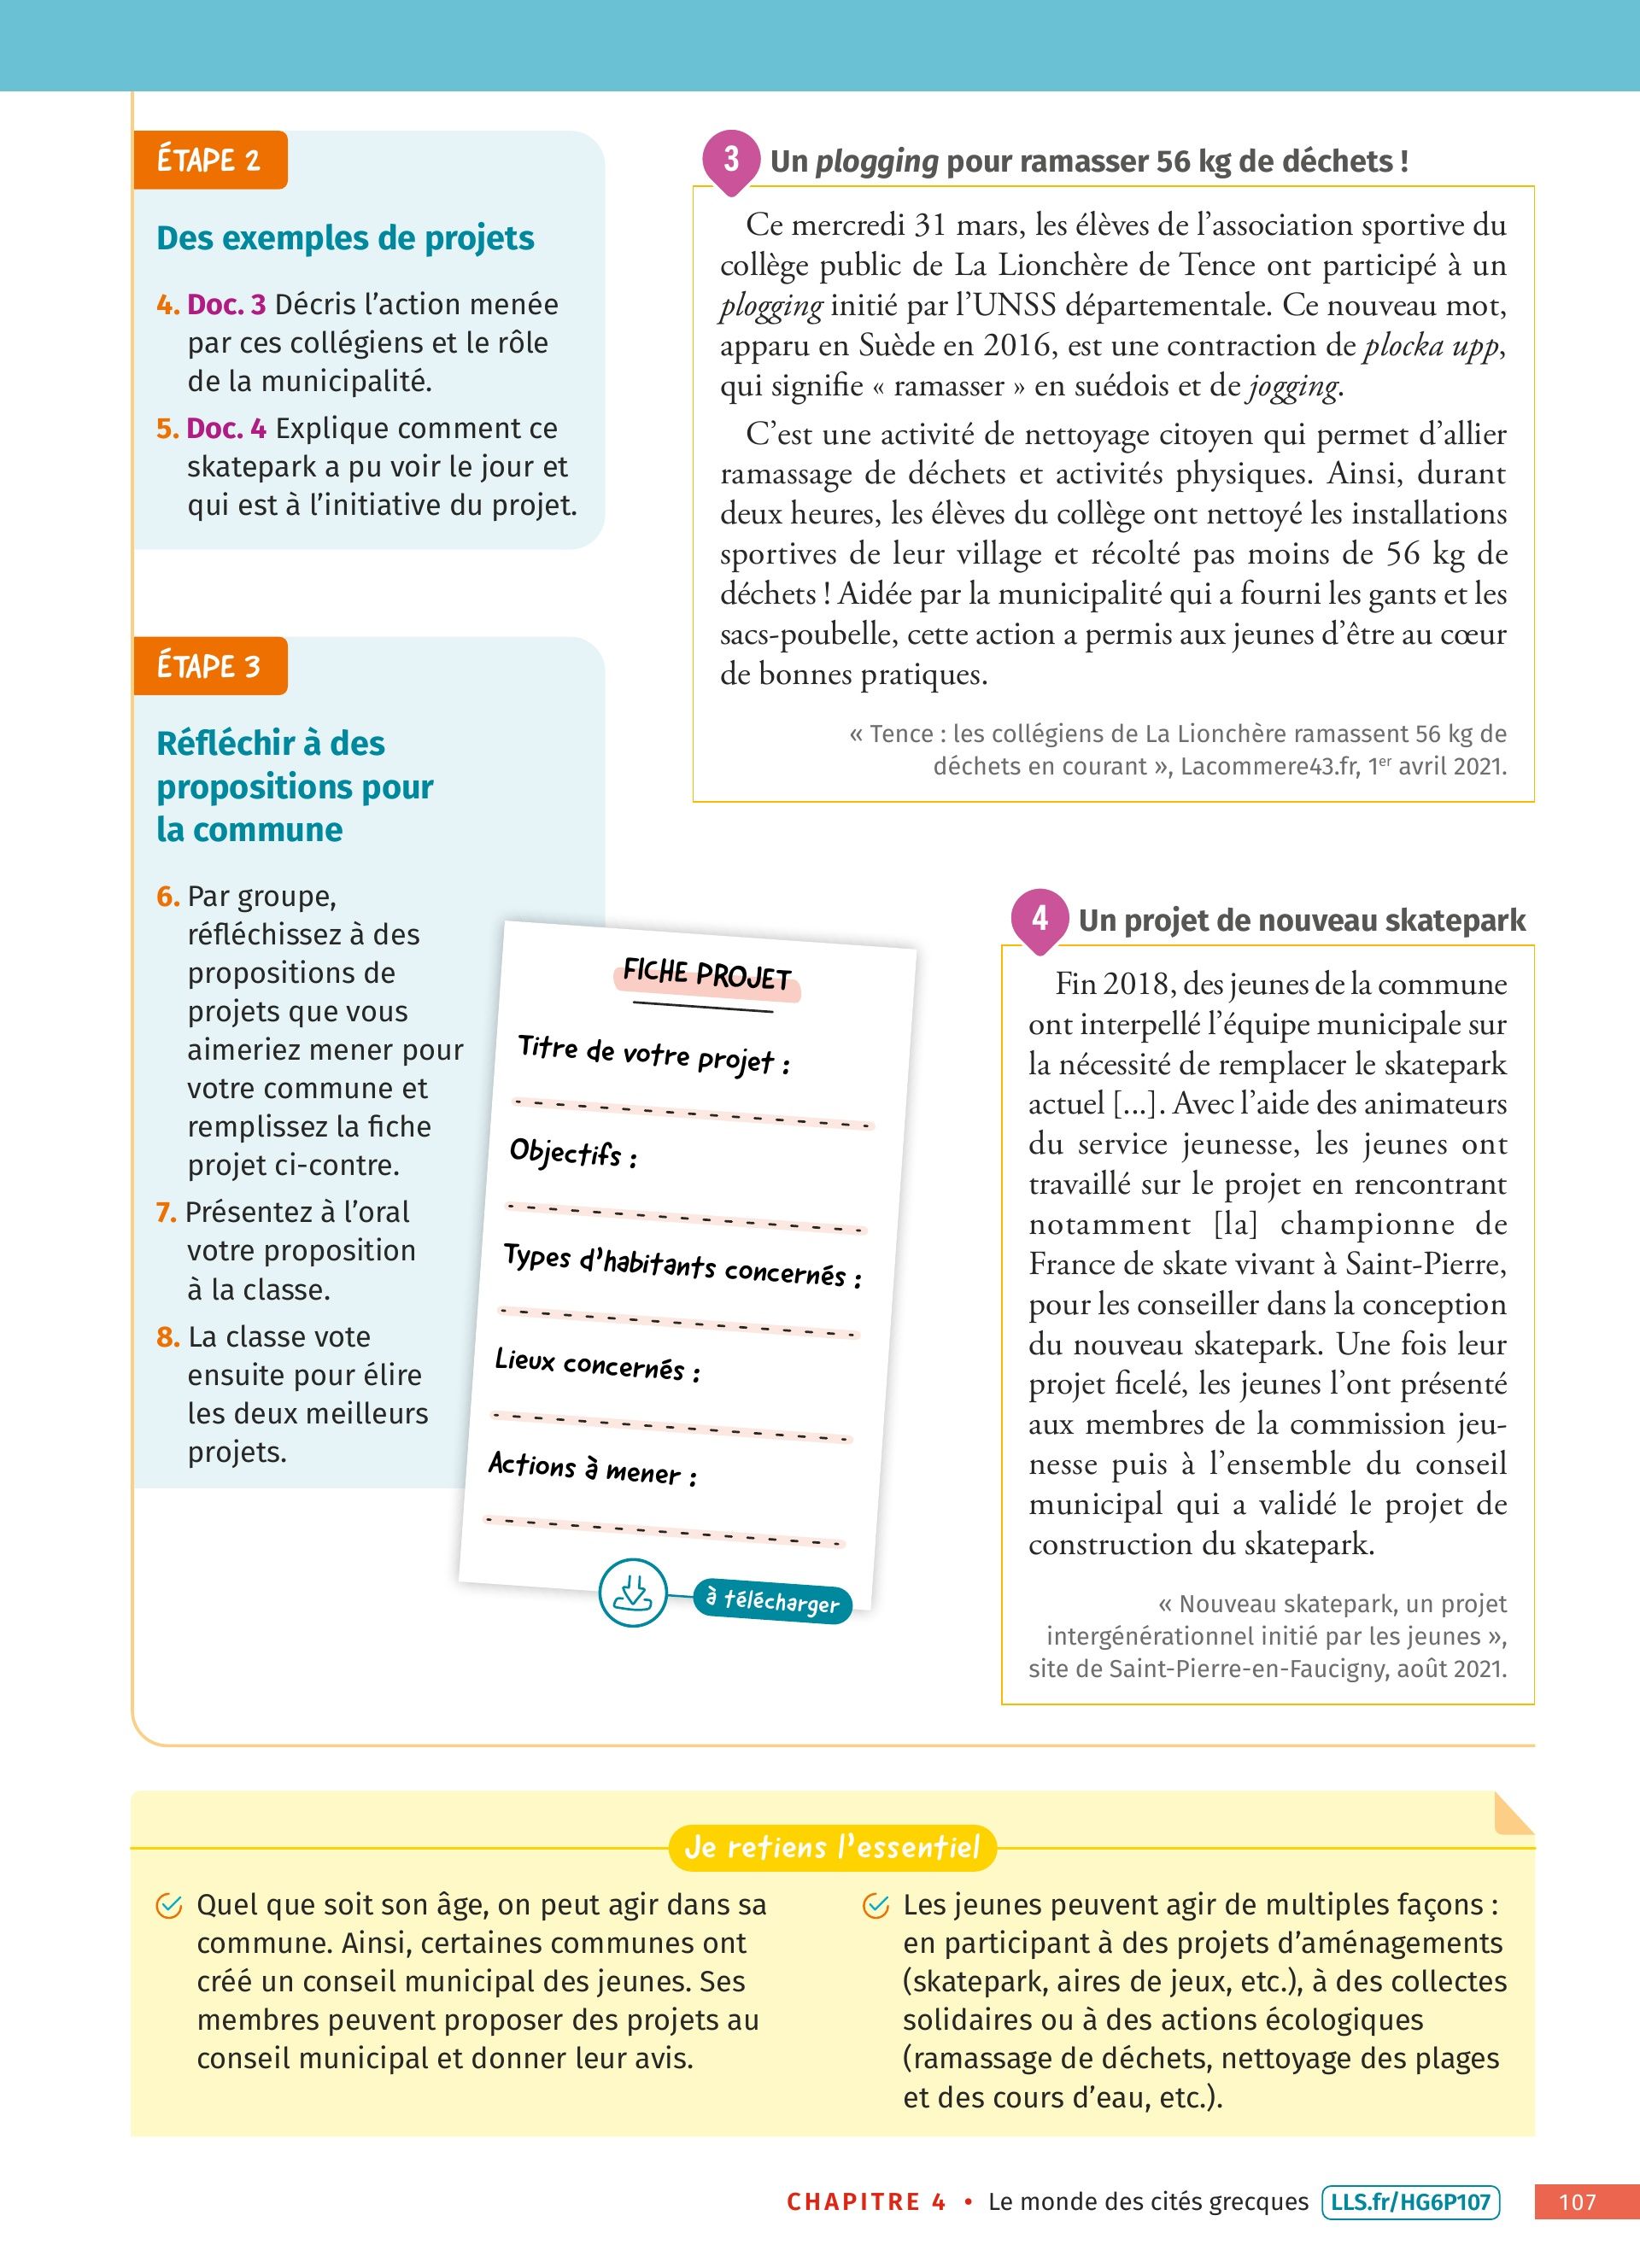 ÉTAPE 2
Des exemples de projets
4. Doc. 3 Décris l’action menée
par ces collégiens et le rôle
de la municipalité.
5. Doc. 4 Explique comment ce
skatepark a pu voir le jour et
qui est à l’initiative du projet.
3 Un plogging pour ramasser 56 kg de déchets !
Ce mercredi 31 mars, les élèves de l’association sportive du
collège public de La Lionchère de Tence ont participé à un
plogging initié par l’UNSS départementale. Ce nouveau mot,
apparu en Suède en 2016, est une contraction de plocka upp,
qui signifie « ramasser » en suédois et de jogging.
C’est une activité de nettoyage citoyen qui permet d’allier
ramassage de déchets et activités physiques. Ainsi, durant
deux heures, les élèves du collège ont nettoyé les installations
sportives de leur village et récolté pas moins de 56 kg de
déchets ! Aidée par la municipalité qui a fourni les gants et les
sacs-poubelle, cette action a permis aux jeunes d’être au cœur
de bonnes pratiques.
« Tence : les collégiens de La Lionchère ramassent 56 kg de
déchets en courant », Lacommere43.fr, 1er avril 2021.
ÉTAPE 3
Réfléchir à des
propositions pour
la commune
6. Par groupe,
réfléchissez à des
propositions de
projets que vous
aimeriez mener pour
votre commune et
remplissez la fiche
projet ci-contre.
7. Présentez à l’oral
votre proposition
à la classe.
8. La classe vote
ensuite pour élire
les deux meilleurs
projets.
FICHE PROJET
Titre de votre projet :
Objectifs :
Types d’habitants concernés :
Lieux concernés :
Actions à mener :
à télécharger
4 Un projet de nouveau skatepark
Fin 2018, des jeunes de la commune
ont interpellé l’équipe municipale sur
la nécessité de remplacer le skatepark
actuel [...]. Avec l’aide des animateurs
du service jeunesse, les jeunes ont
travaillé sur le projet en rencontrant
notamment [la] championne de
France de skate vivant à Saint-Pierre,
pour les conseiller dans la conception
du nouveau skatepark. Une fois leur
projet ficelé, les jeunes l’ont présenté
aux membres de la commission jeu-
nesse puis à l’ensemble du conseil
municipal qui a validé le projet de
construction du skatepark.
« Nouveau skatepark, un projet
intergénérationnel initié par les jeunes »,
site de Saint-Pierre-en-Faucigny, août 2021.
Je retiens l’essentiel
Quel que soit son âge, on peut agir dans sa
commune. Ainsi, certaines communes ont
créé un conseil municipal des jeunes. Ses
membres peuvent proposer des projets au
conseil municipal et donner leur avis.
Les jeunes peuvent agir de multiples façons :
en participant à des projets d’aménagements
(skatepark, aires de jeux, etc.), à des collectes
solidaires ou à des actions écologiques
(ramassage de déchets, nettoyage des plages
et des cours d’eau, etc.).
CHAPITRE 4 • Le monde des cités grecques LLS.fr/HG6P107 107